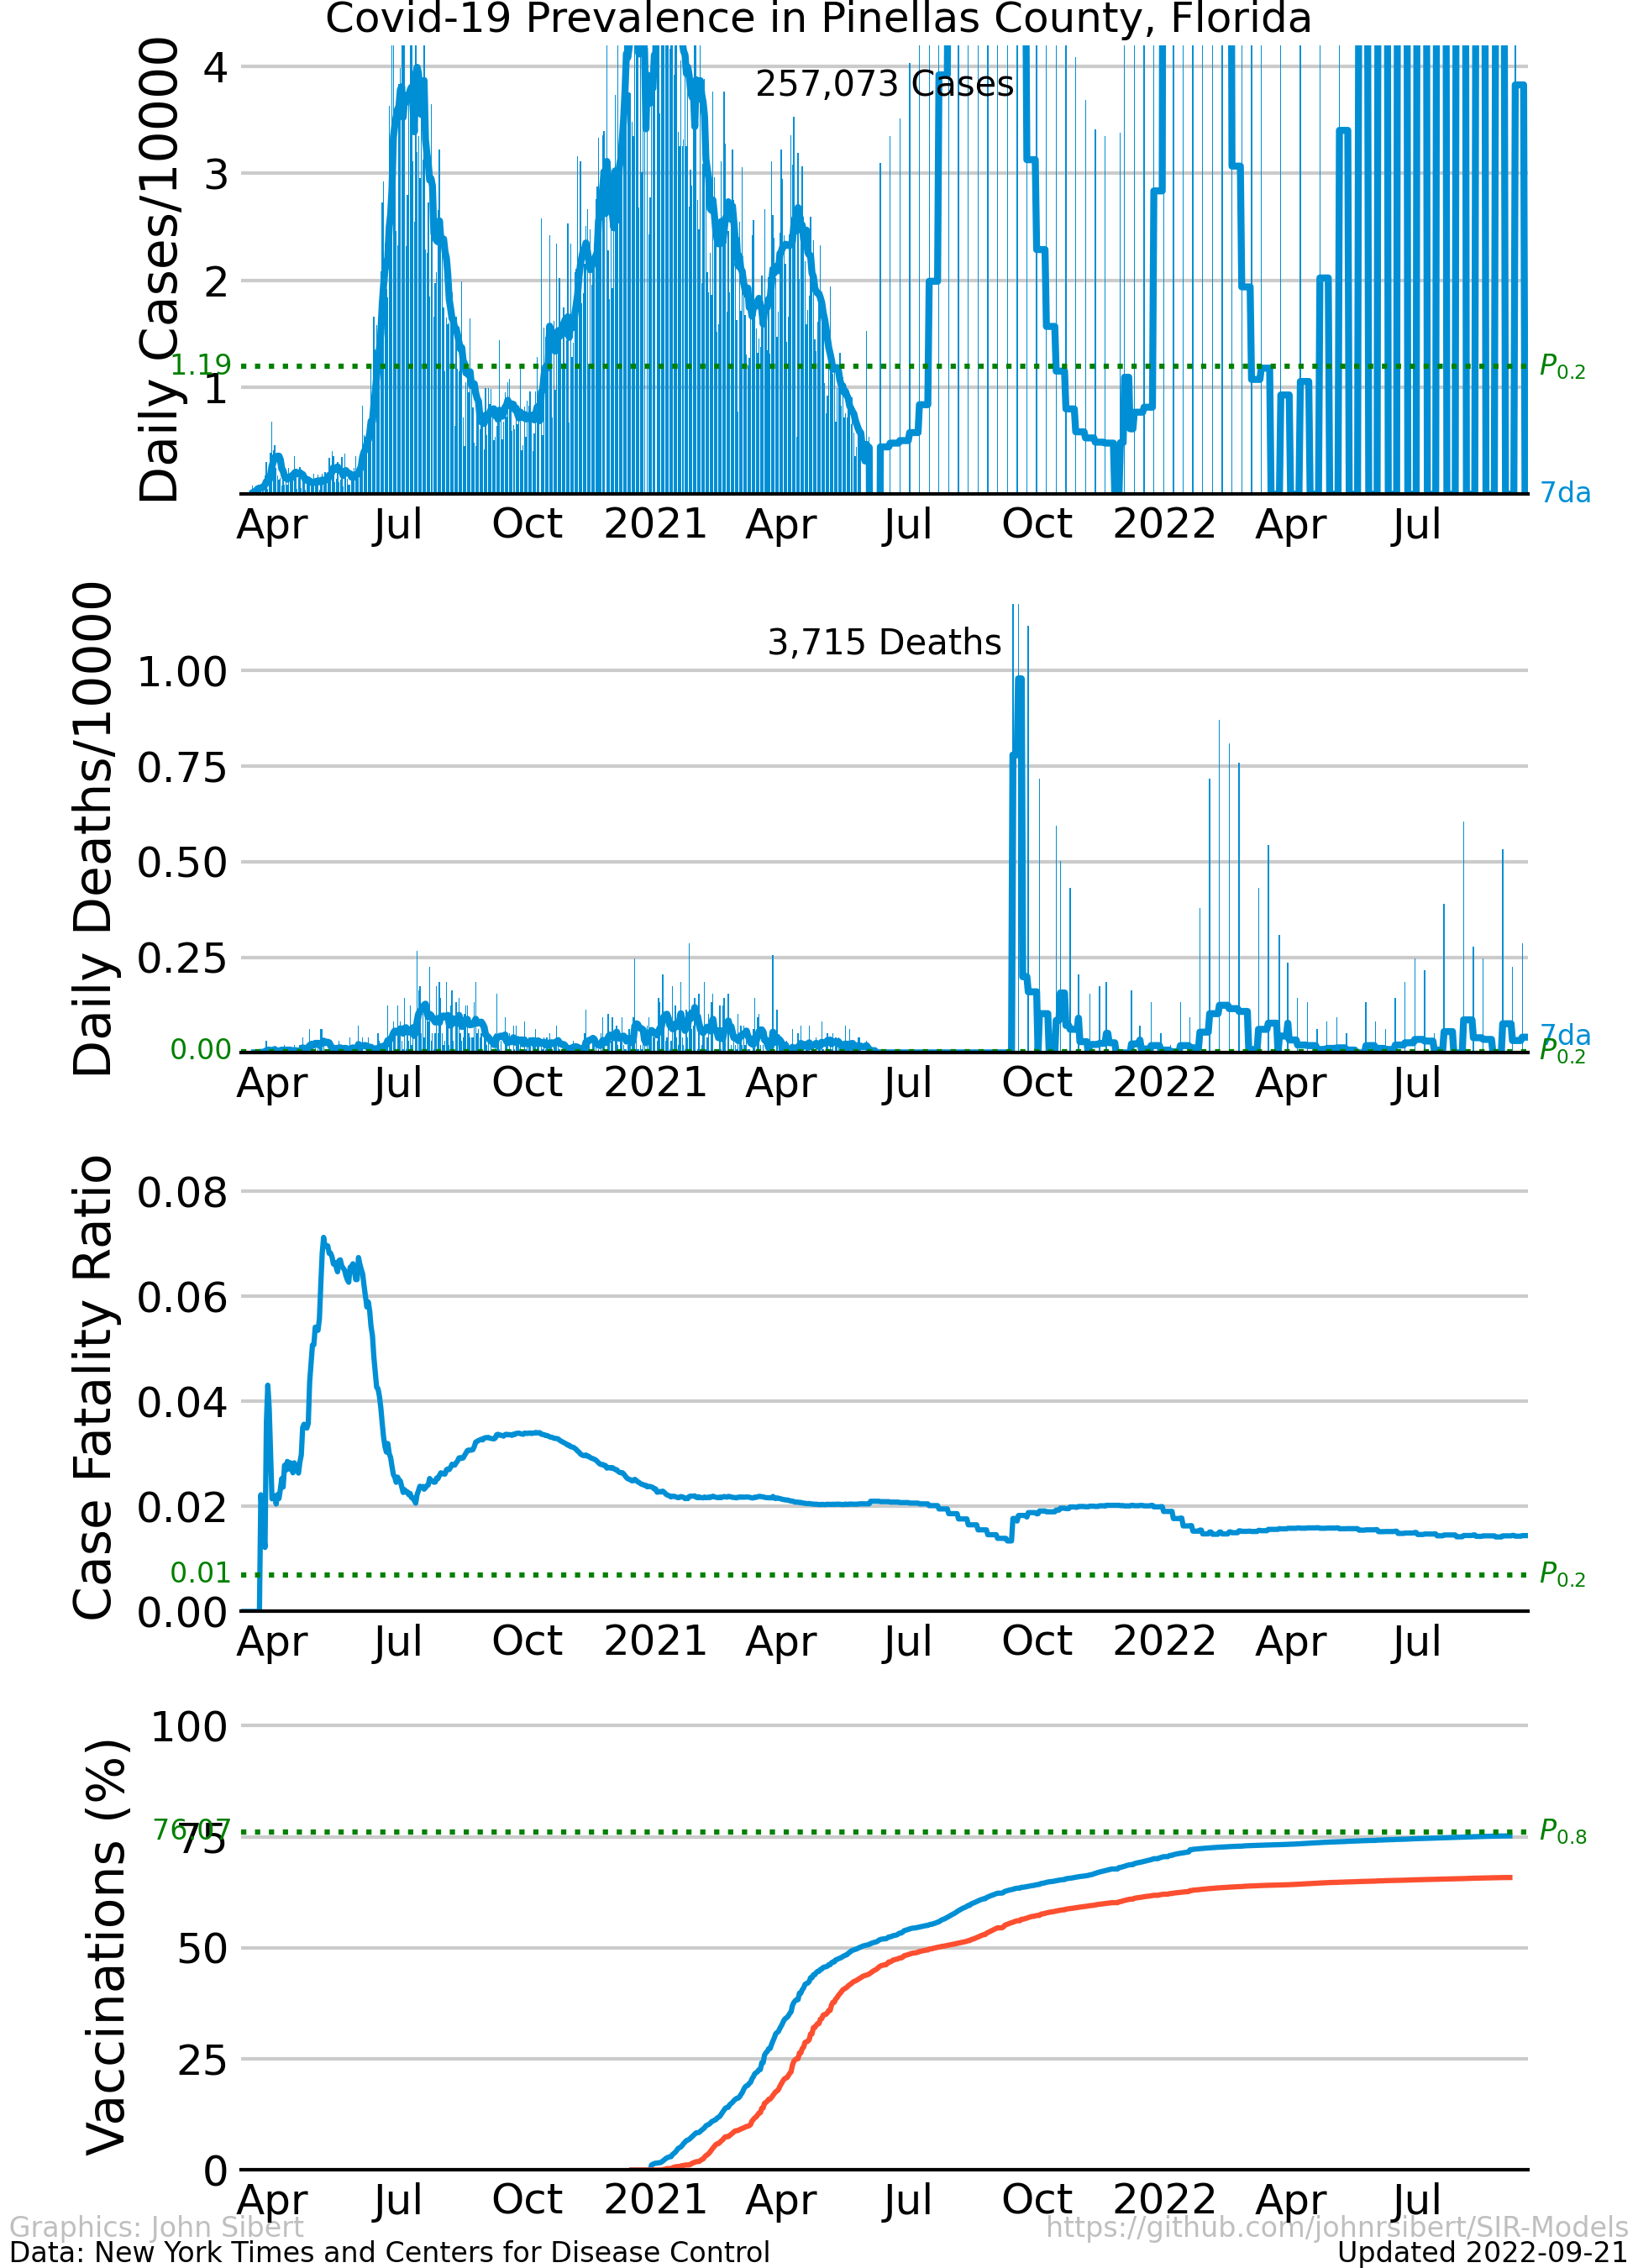 Covid-19 Prevalence in Pinellas County, Florida
Daily Cases/10000
4
3
2
1
1.19
257,073 Cases
P0.2
7da
Apr Jul Oct 2021 Apr Jul Oct 2022 Apr Jul
Daily Deaths/10000
1.00
0.75
0.50
0.25
0.00
3,715 Deaths
7da
P0.2
Apr Jul Oct 2021 Apr Jul Oct 2022 Apr Jul
Case Fatality Ratio
0.08
0.06
0.04
0.02
0.01
0.00
P0.2
Apr Jul Oct 2021 Apr Jul Oct 2022 Apr Jul
Vaccinations (%)
100
76.07
75
50
25
0
P0.8
Apr Jul Oct 2021 Apr Jul Oct 2022 Apr Jul
Graphics: John Sibert
https://github.com/johnrsibert/SIR-Models
Data: New York Times and Centers for Disease Control
Updated 2022-09-21